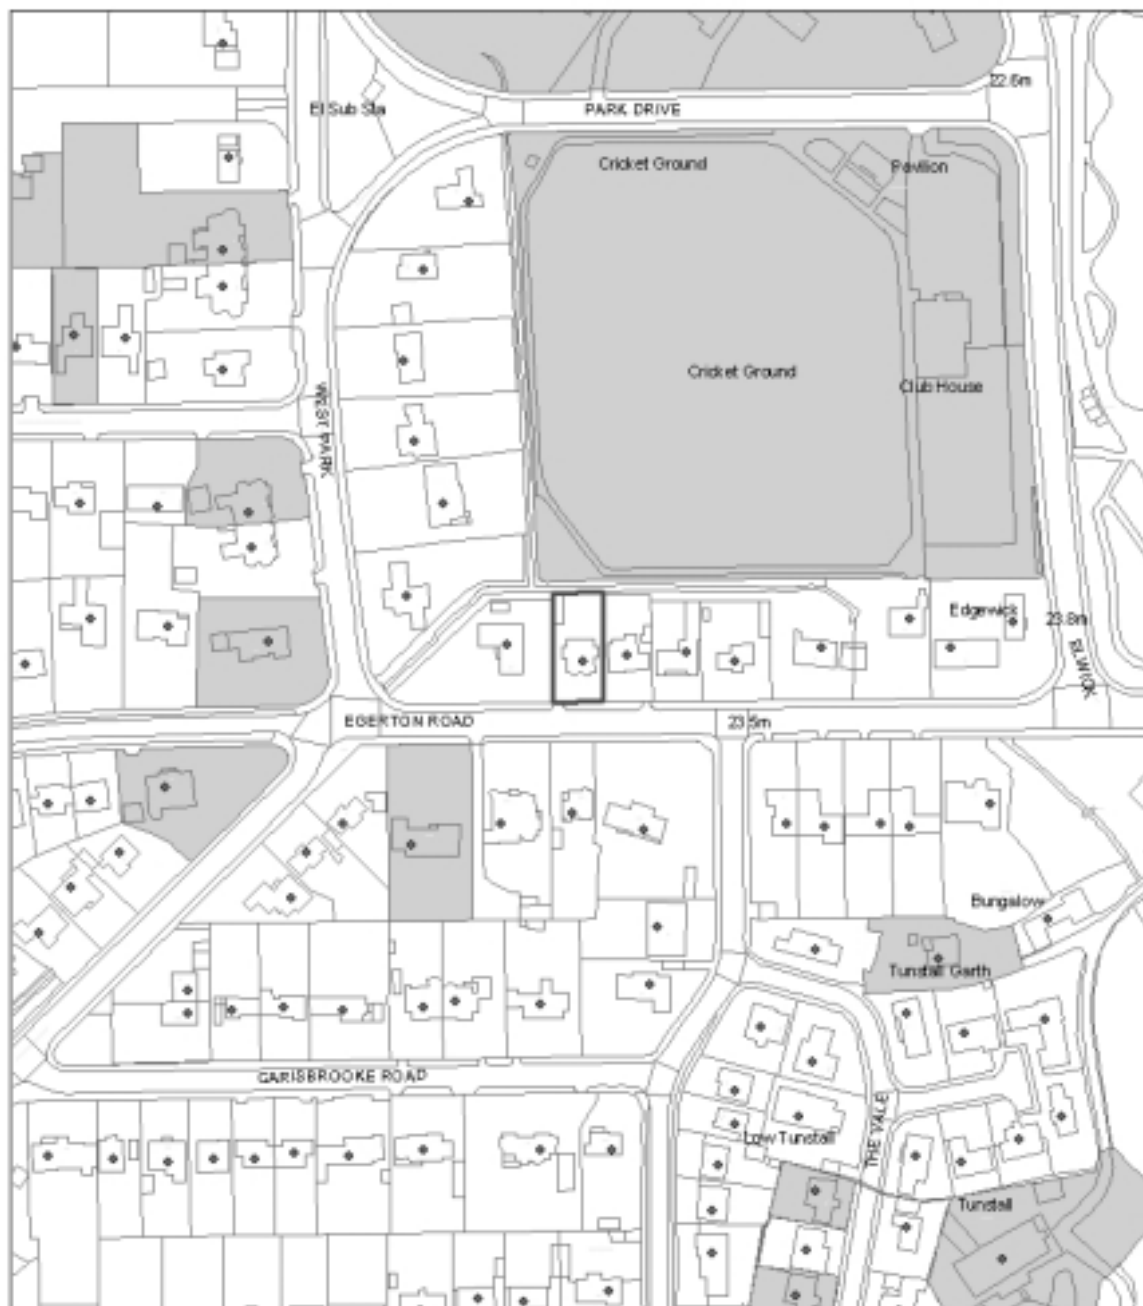 22.6m
El Sub Sta
PARK DRIVE
Cricket Ground
Pavilion
Cricket Ground
Club House
WEST PARK
Edgewick
23.8m
ELWICK
EGERTON ROAD
23.5m
Bungalow
Tunstall Garth
CARISBROOKE ROAD
THE VALE
Low Tunstall
Tunstall